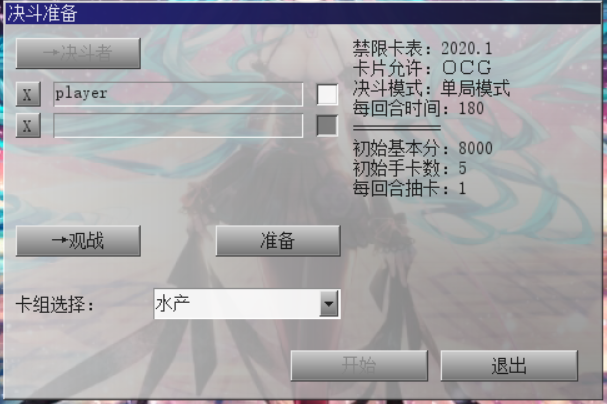 决斗准备
→决斗者
X player
X
禁限卡表：2020.1
卡片允许：ＯＣＧ
决斗模式：单局模式
每回合时间：180
==========
初始基本分：8000
初始手卡数：5
每回合抽卡：1
→观战
准备
卡组选择：
水产
开始
退出